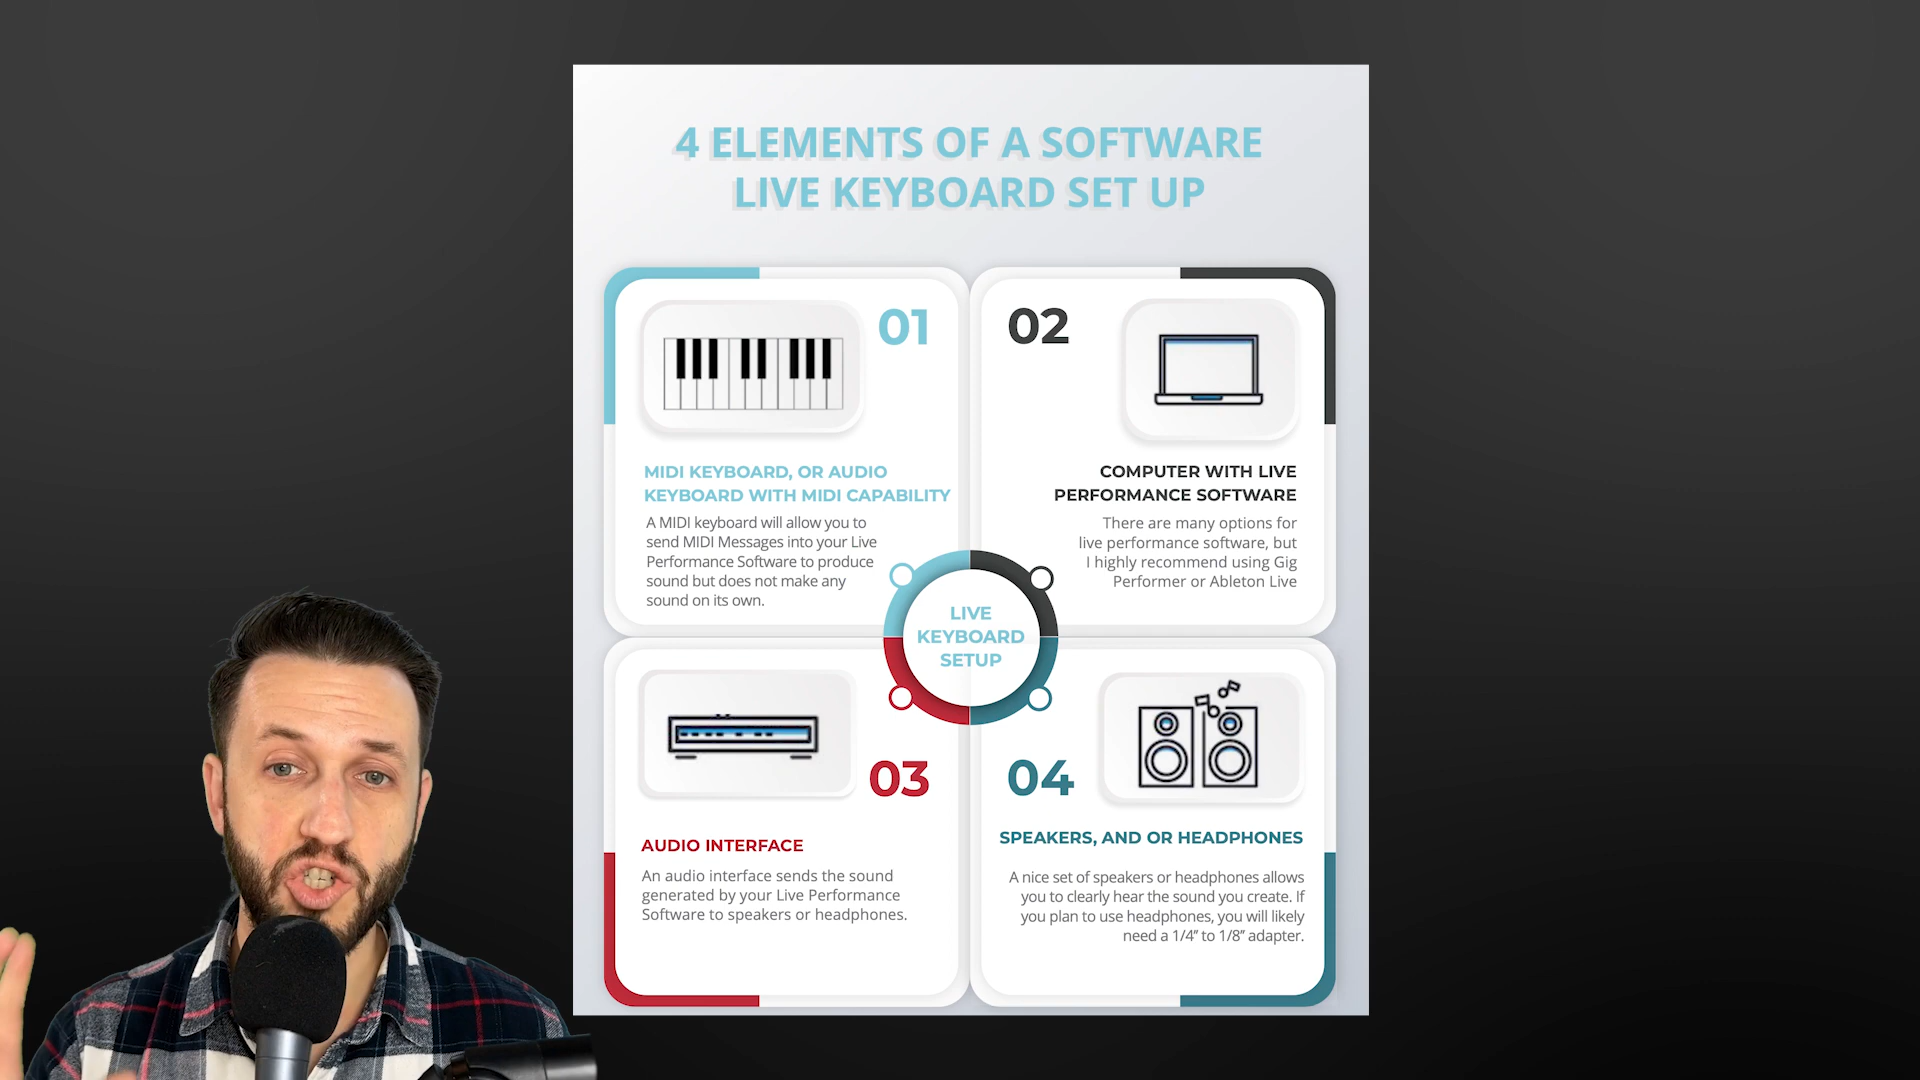 4 ELEMENTS OF A SOFTWARE
LIVE KEYBOARD SET UP
01
MIDI KEYBOARD, OR AUDIO
KEYBOARD WITH MIDI CAPABILITY
A MIDI keyboard will allow you to
send MIDI Messages into your Live
Performance Software to produce
sound but does not make any
sound on its own.
02
COMPUTER WITH LIVE
PERFORMANCE SOFTWARE
There are many options for
live performance software, but
I highly recommend using Gig
Performer or Ableton Live
LIVE
KEYBOARD
SETUP
03
AUDIO INTERFACE
An audio interface sends the sound
generated by your Live Performance
Software to speakers or headphones.
04
SPEAKERS, AND OR HEADPHONES
A nice set of speakers or headphones allows
you to clearly hear the sound you create. If
you plan to use headphones, you will likely
need a 1/4” to 1/8” adapter.